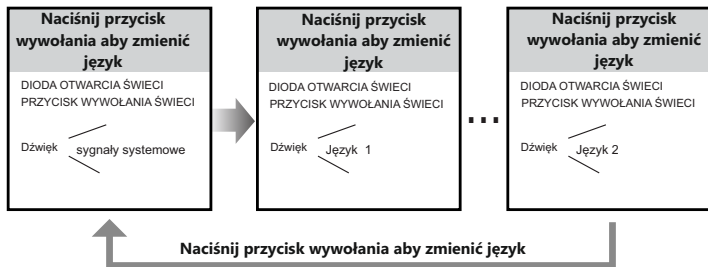 Naciśnij przycisk
wywołania aby zmienić
język
DIODA OTWARCIA ŚWIECI
PRZYCISK WYWOŁANIA ŚWIECI
Dźwięk
sygnały systemowe
Naciśnij przycisk
wywołania aby zmienić
język
DIODA OTWARCIA ŚWIECI
PRZYCISK WYWOŁANIA ŚWIECI
Dźwięk
Język 1
...
Naciśnij przycisk
wywołania aby zmienić
język
DIODA OTWARCIA ŚWIECI
PRZYCISK WYWOŁANIA ŚWIECI
Dźwięk
Język 2
Naciśnij przycisk wywołania aby zmienić język